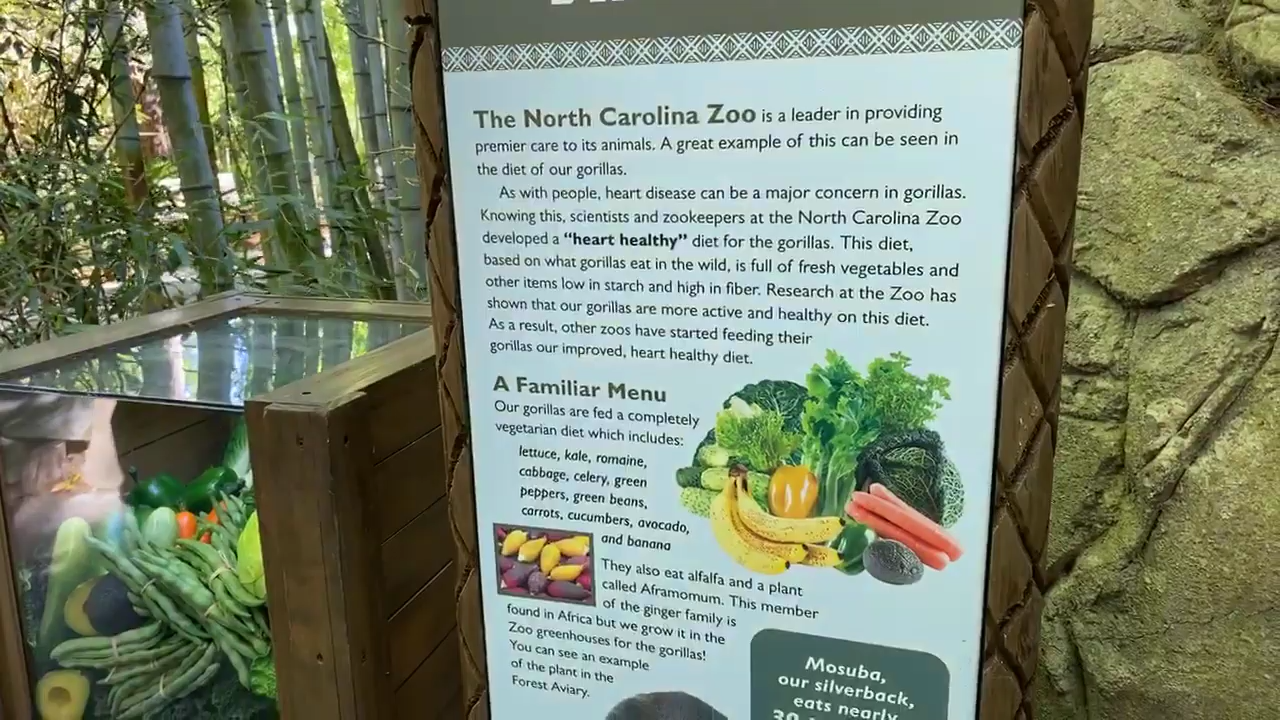 The North Carolina Zoo is a leader in providing
premier care to its animals. A great example of this can be seen in
the diet of our gorillas.
As with people, heart disease can be a major concern in gorillas.
Knowing this, scientists and zookeepers at the North Carolina Zoo
developed a “heart healthy” diet for the gorillas. This diet,
based on what gorillas eat in the wild, is full of fresh vegetables and
other items low in starch and high in fiber. Research at the Zoo has
shown that our gorillas are more active and healthy on this diet.
As a result, other zoos have started feeding their
gorillas our improved, heart healthy diet.
A Familiar Menu
Our gorillas are fed a completely
vegetarian diet which includes:
lettuce, kale, romaine,
cabbage, celery, green
peppers, green beans,
carrots, cucumbers, avocado,
and banana
They also eat alfalfa and a plant
called Aframomum. This member
of the ginger family is
found in Africa but we grow it in the
Zoo greenhouses for the gorillas!
You can see an example
of the plant in the
Forest Aviary.
Mosuba,
our silverback,
eats nearly